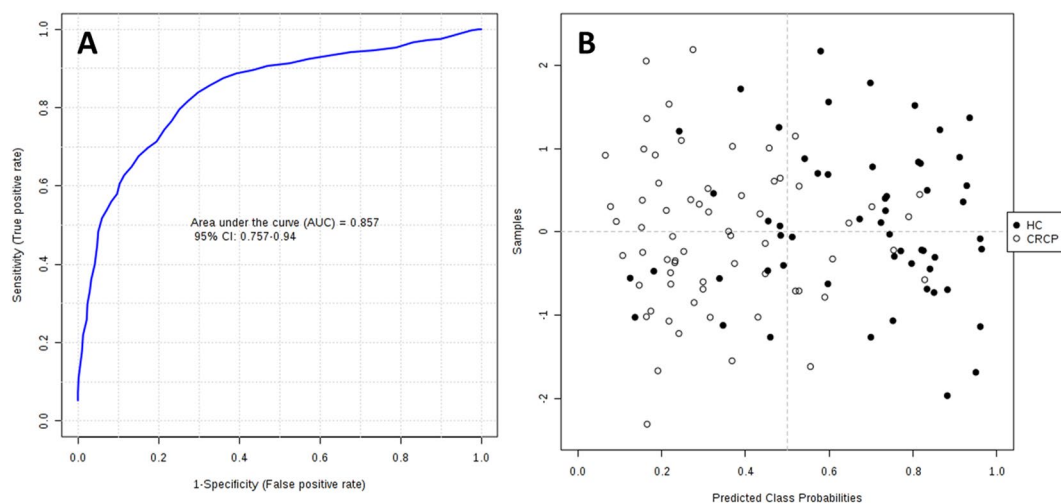 A
1.0
0.8
0.6
0.4
0.2
0.0
Sensitivity (True positive rate)
Area under the curve (AUC) = 0.857
95% CI: 0.757-0.94
0.0 0.2 0.4 0.6 0.8 1.0
1-Specificity (False positive rate)
B
2
1
0
-1
-2
Samples
HC
CRCP
0.0 0.2 0.4 0.6 0.8 1.0
Predicted Class Probabilities